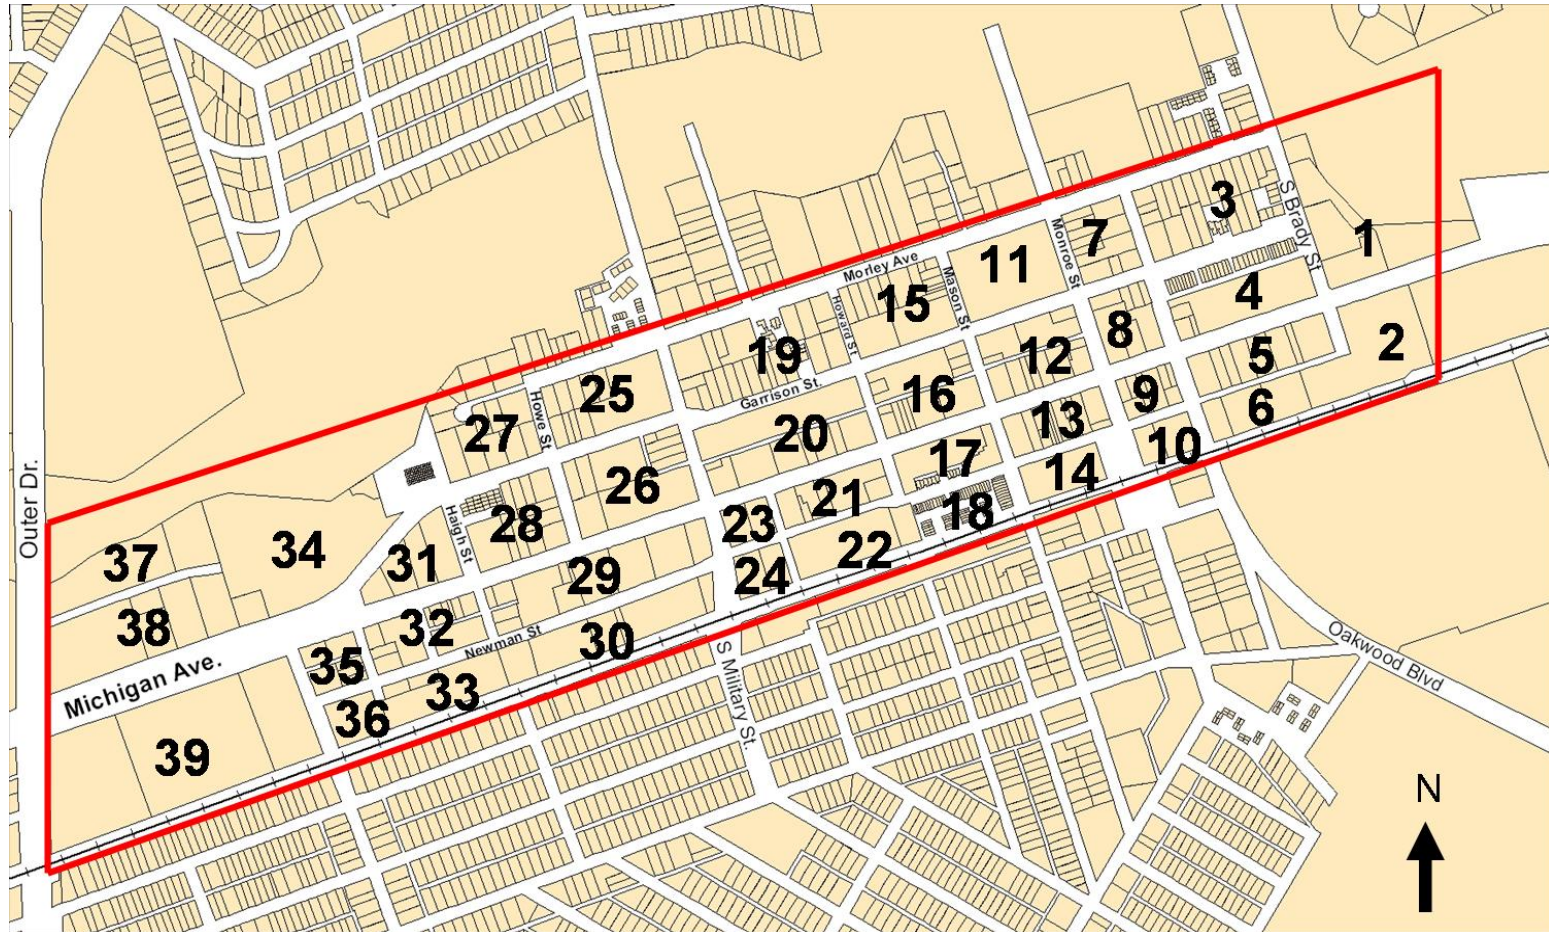 3
S Brady St
1
7
Monroe St
11
Morley Ave
Mason St
15
Howard St
4
8
5
2
19
12
Garrison St.
16
9
6
25
Howe St
27
20
13
10
17
14
26
21
18
Haigh St
28
23
22
Outer Dr.
34
31
29
24
37
38
32
Newman St
30
35
S Military St.
Oakwood Blvd
Michigan Ave.
33
36
39
N